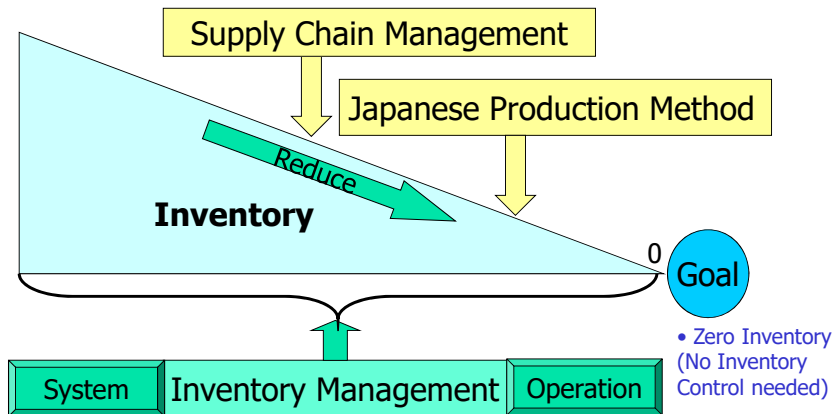 Supply Chain Management
Japanese Production Method
Reduce
Inventory
0
Goal
• Zero Inventory
(No Inventory
Control needed)
System
Inventory Management
Operation